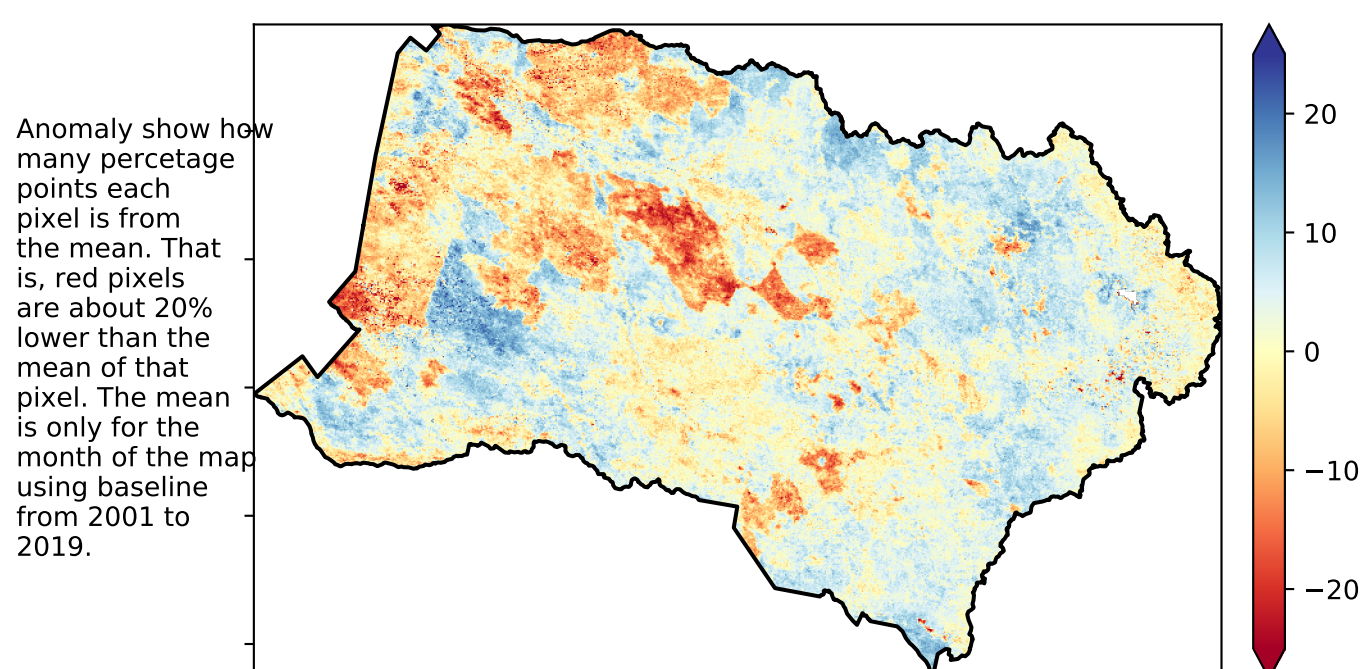 Anomaly show how
many percetage
points each
pixel is from
the mean. That
is, red pixels
are about 20%
lower than the
mean of that
pixel. The mean
is only for the
month of the map
using baseline
from 2001 to
2019.
20
10
0
−10
−20